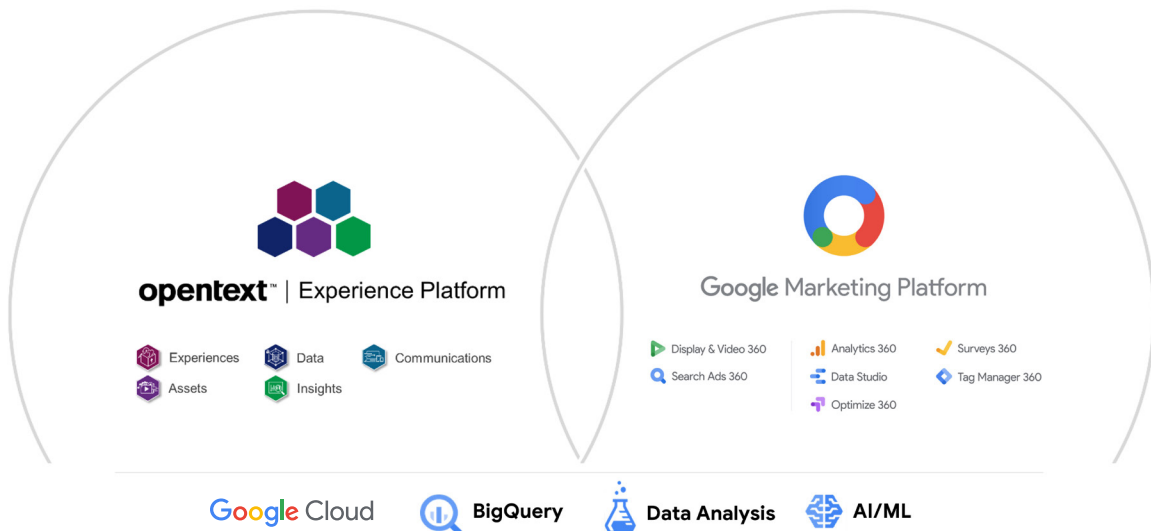 opentext™ | Experience Platform
Experiences
Data
Communications
Assets
Insights
Google Marketing Platform
Display & Video 360
Analytics 360
Surveys 360
Search Ads 360
Data Studio
Tag Manager 360
Optimize 360
Google Cloud
BigQuery
Data Analysis
AI/ML